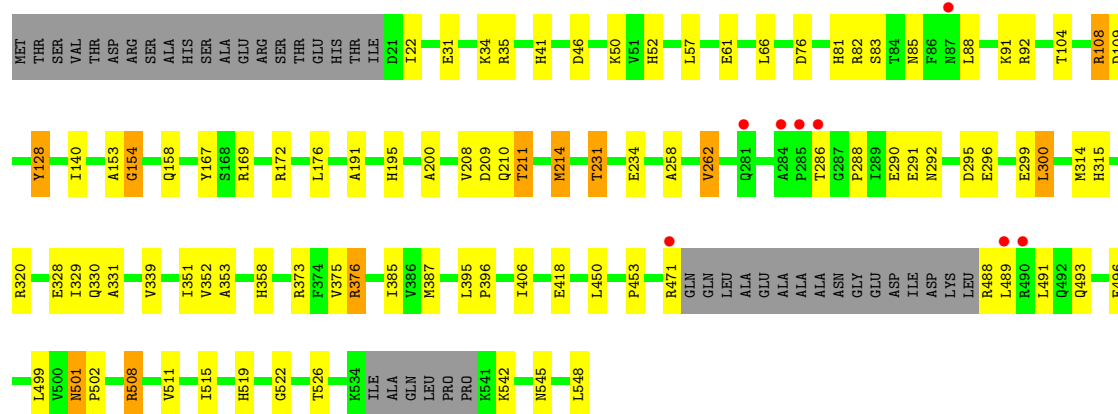 MET THR SER VAL THR ASP ARG SER ALA HIS SER ALA GLU ARG SER THR GLU HIS THR ILE D21 I22 E31 K34 R35 H41 D46 K50 V51 H52 L57 E61 L66 D76 H81 R82 S83 T84 N85 F86 N87 L88 K91 R92 T104 R108 D109
Y128 I140 A153 G154 Q158 Y167 S168 R169 R172 L176 A191 H195 A200 V208 D209 Q210 T211 M214 T231 E234 A258 V262 Q281 A284 P285 T286 G287 P288 I289 E290 E291 N292 D295 E296 E299 L300 M314 H315
R320 E328 I329 Q330 A331 V339 I351 V352 A353 H358 R373 F374 V375 R376 I385 V386 M387 L395 P396 I406 E418 L450 P453 R471 GLN GLN LEU ALA GLU ALA ALA ALA ASN GLY GLU ASP ILE ASP LYS LEU R488 L489 R490 L491 Q492 Q493
L499 V500 N501 P502 R508 V511 I515 H519 G522 T526 K534 ILE ALA GLN LEU PRO PRO K541 K542 N545 L548